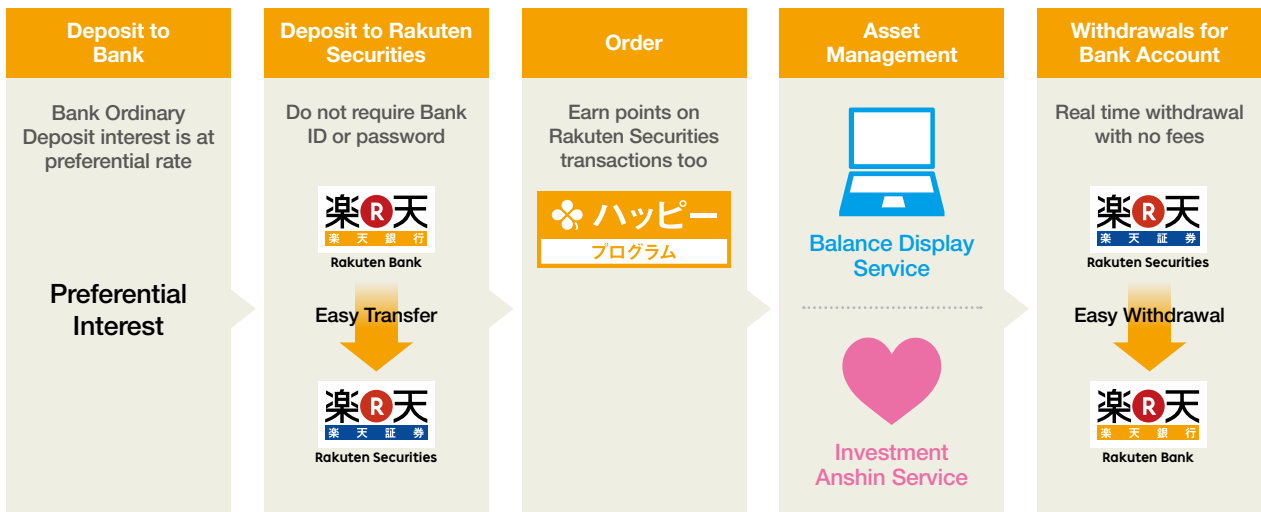 Deposit to
Bank
Bank Ordinary
Deposit interest is at
preferential rate
Preferential
Interest
Deposit to Rakuten
Securities
Do not require Bank
ID or password
楽R天
楽天銀行
Rakuten Bank
Easy Transfer
楽R天
楽天証券
Rakuten Securities
Order
Earn points on
Rakuten Securities
transactions too
ハッピー
プログラム
Asset
Management
Balance Display
Service
Investment
Anshin Service
Withdrawals for
Bank Account
Real time withdrawal
with no fees
楽R天
楽天証券
Rakuten Securities
Easy Withdrawal
楽R天
楽天銀行
Rakuten Bank